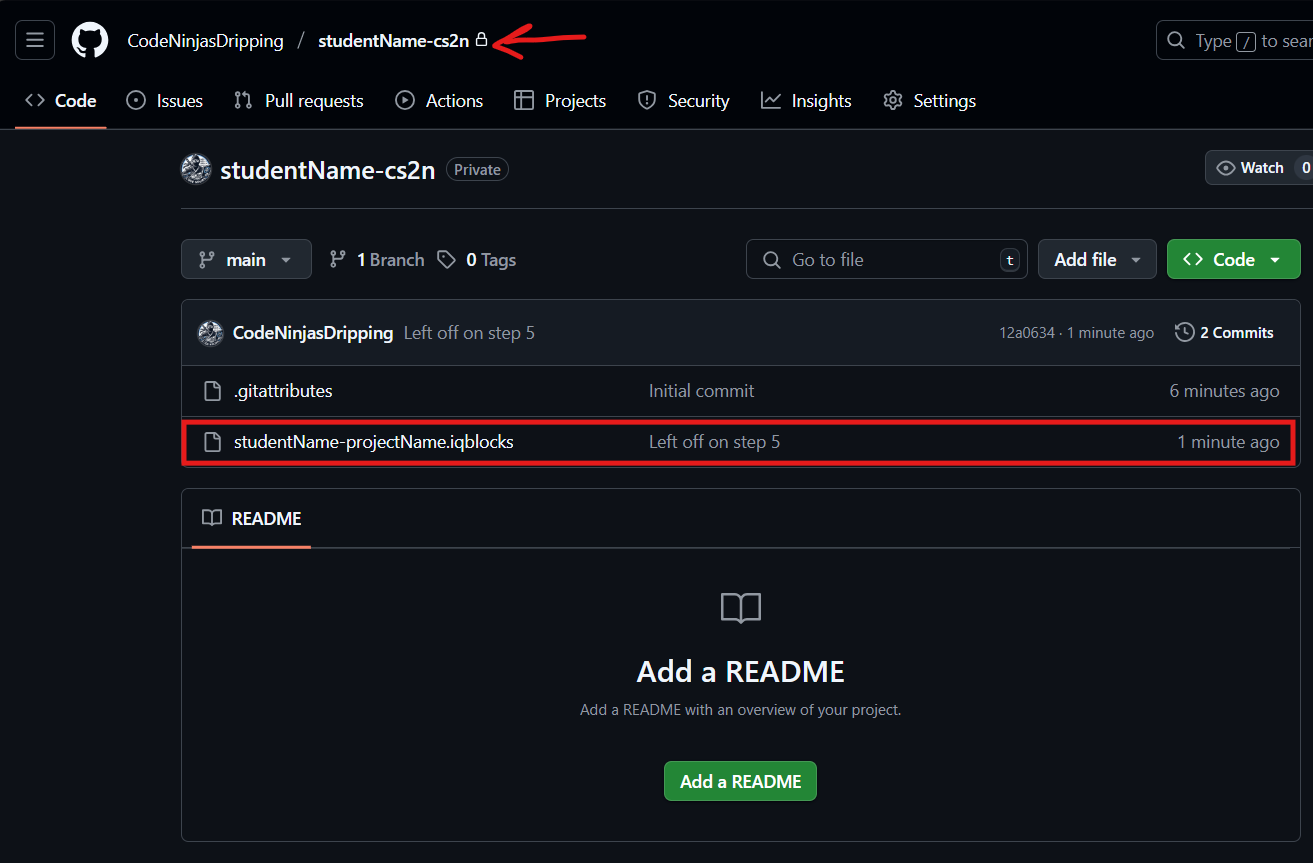 CodeNinjasDripping / studentName-cs2n
Type / to sear
Code Issues Pull requests Actions Projects Security Insights Settings
studentName-cs2n Private
Watch 0
main 1 Branch 0 Tags
Go to file t
Add file
Code
CodeNinjasDripping Left off on step 5 12a0634 · 1 minute ago 2 Commits
.gitattributes Initial commit 6 minutes ago
studentName-projectName.iqblocks Left off on step 5 1 minute ago
README
Add a README
Add a README with an overview of your project.
Add a README